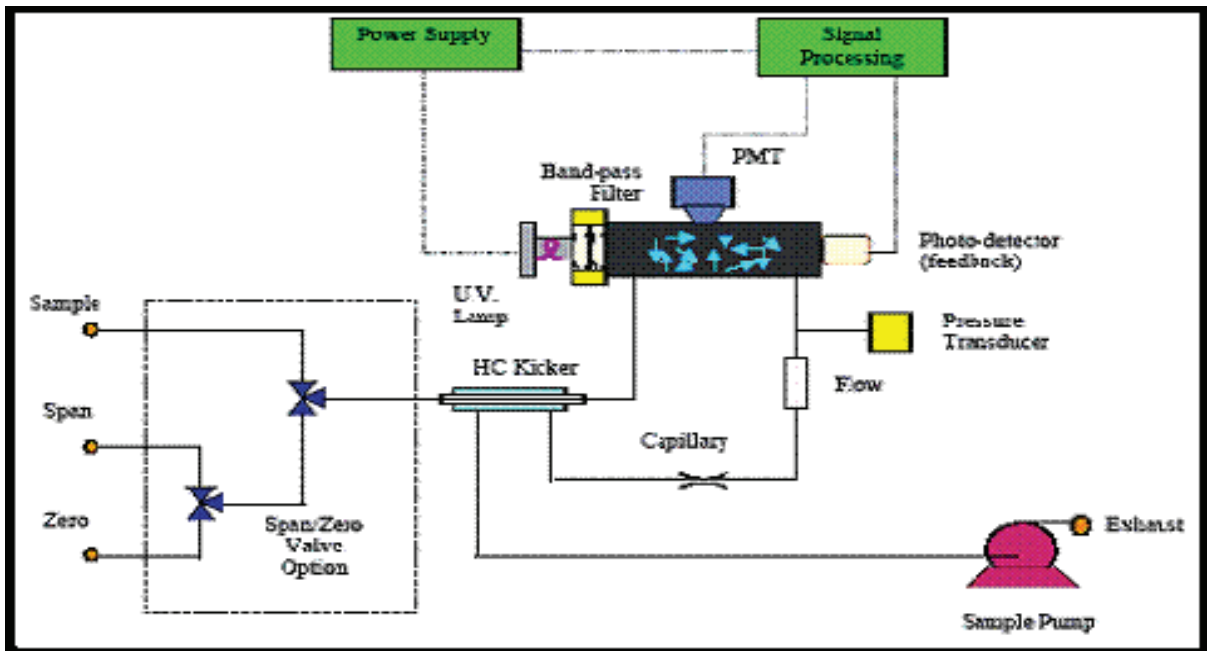 Power Supply
Signal
Processing
PMT
Band-pass
Filter
Photo-detector
(feedback)
U.V.
Lamp
Sample
Pressure
Transducer
HC Kicker
Flow
Span
Capillary
Zero
Span/Zero
Valve
Option
Exhaust
Sample Pump